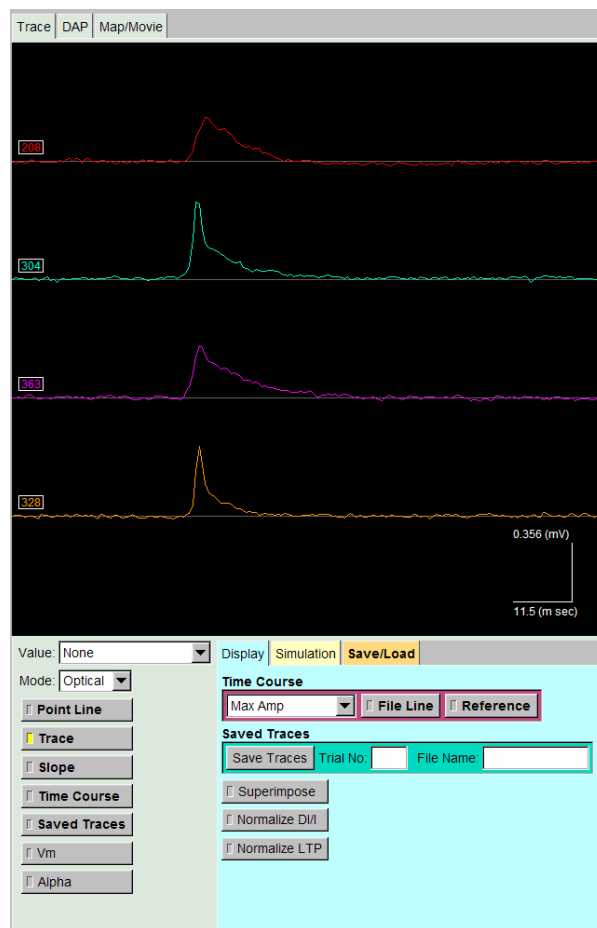 Trace DAP Map/Movie
208
304
363
328
0.356 (mV)
11.5 (m sec)
Value: None
Mode: Optical
Point Line
Trace
Slope
Time Course
Saved Traces
Vm
Alpha
Display Simulation Save/Load
Time Course
Max Amp File Line Reference
Saved Traces
Save Traces Trial No: File Name:
Superimpose
Normalize DI/I
Normalize LTP